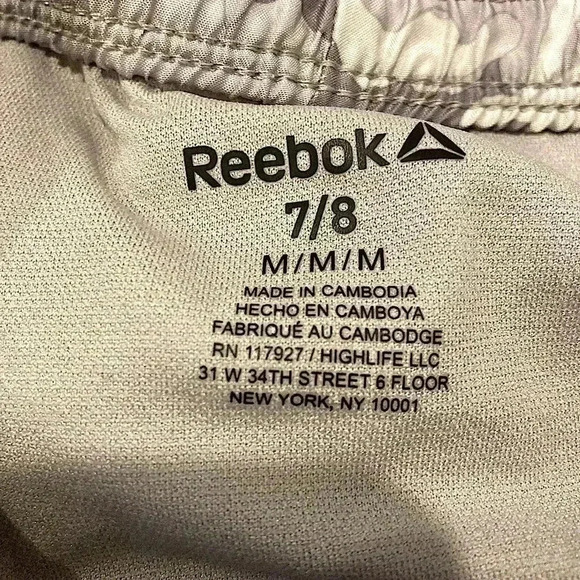 Reebok
7/8
M/M/M
MADE IN CAMBODIA
HECHO EN CAMBOYA
FABRIQUÉ AU CAMBODGE
RN 117927 / HIGHLIFE LLC
31 W 34TH STREET 6 FLOOR
NEW YORK, NY 10001